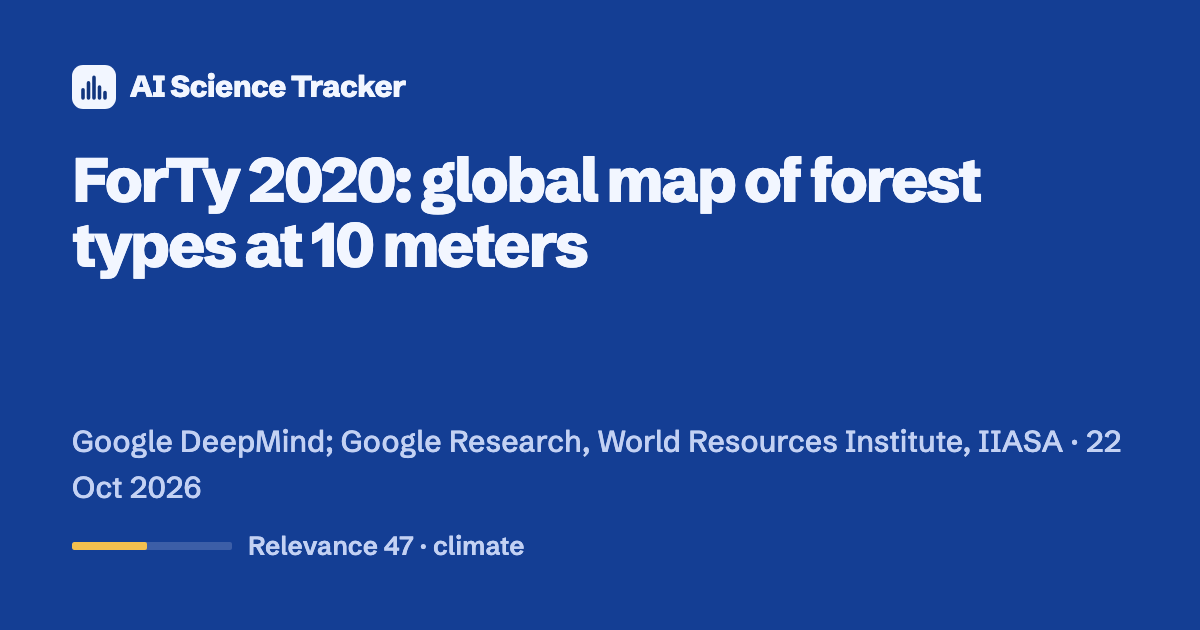 AI Science Tracker
ForTy 2020: global map of forest
types at 10 meters
Google DeepMind; Google Research, World Resources Institute, IIASA · 22
Oct 2026
Relevance 47 · climate